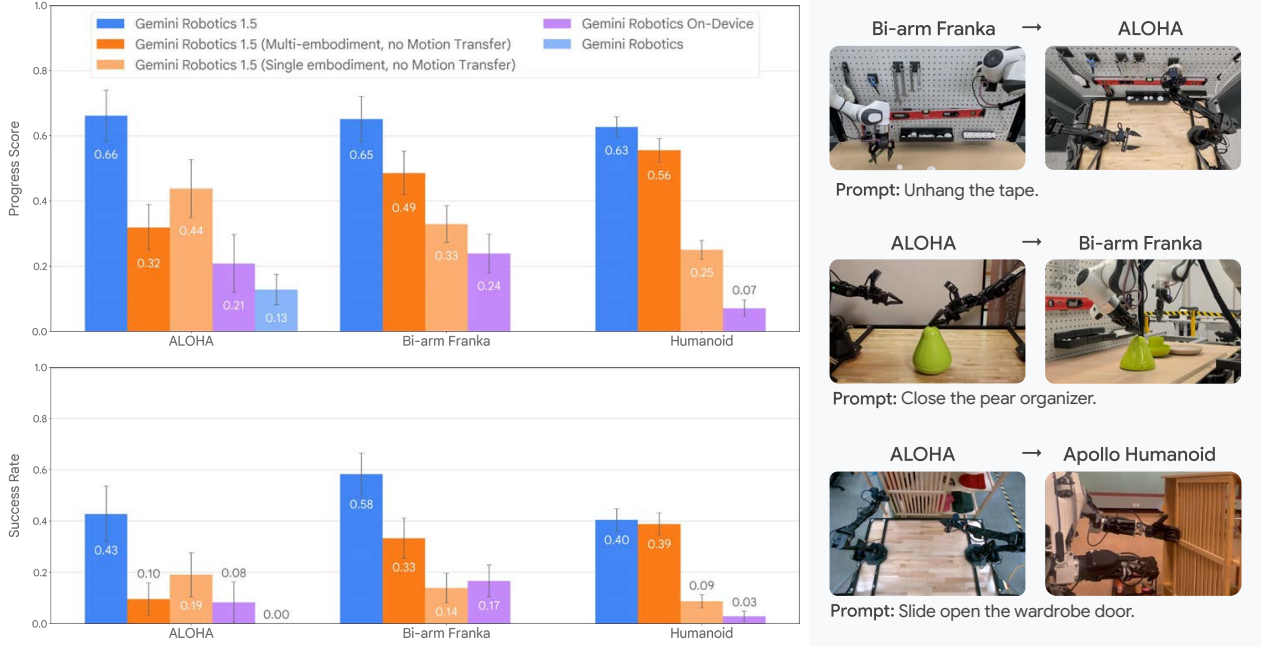 1.0
0.8
0.6
0.4
0.2
0.0
Progress Score
Gemini Robotics 1.5
Gemini Robotics 1.5 (Multi-embodiment, no Motion Transfer)
Gemini Robotics 1.5 (Single embodiment, no Motion Transfer)
Gemini Robotics On-Device
Gemini Robotics
0.66
0.32
0.44
0.21
0.13
0.65
0.49
0.33
0.24
0.63
0.56
0.25
0.07
ALOHA
Bi-arm Franka
Humanoid
1.0
0.8
0.6
0.4
0.2
0.0
Success Rate
0.43
0.10
0.19
0.08
0.00
0.58
0.33
0.14
0.17
0.40
0.39
0.09
0.03
ALOHA
Bi-arm Franka
Humanoid
Bi-arm Franka → ALOHA
Prompt: Unhang the tape.
ALOHA → Bi-arm Franka
Prompt: Close the pear organizer.
ALOHA → Apollo Humanoid
Prompt: Slide open the wardrobe door.